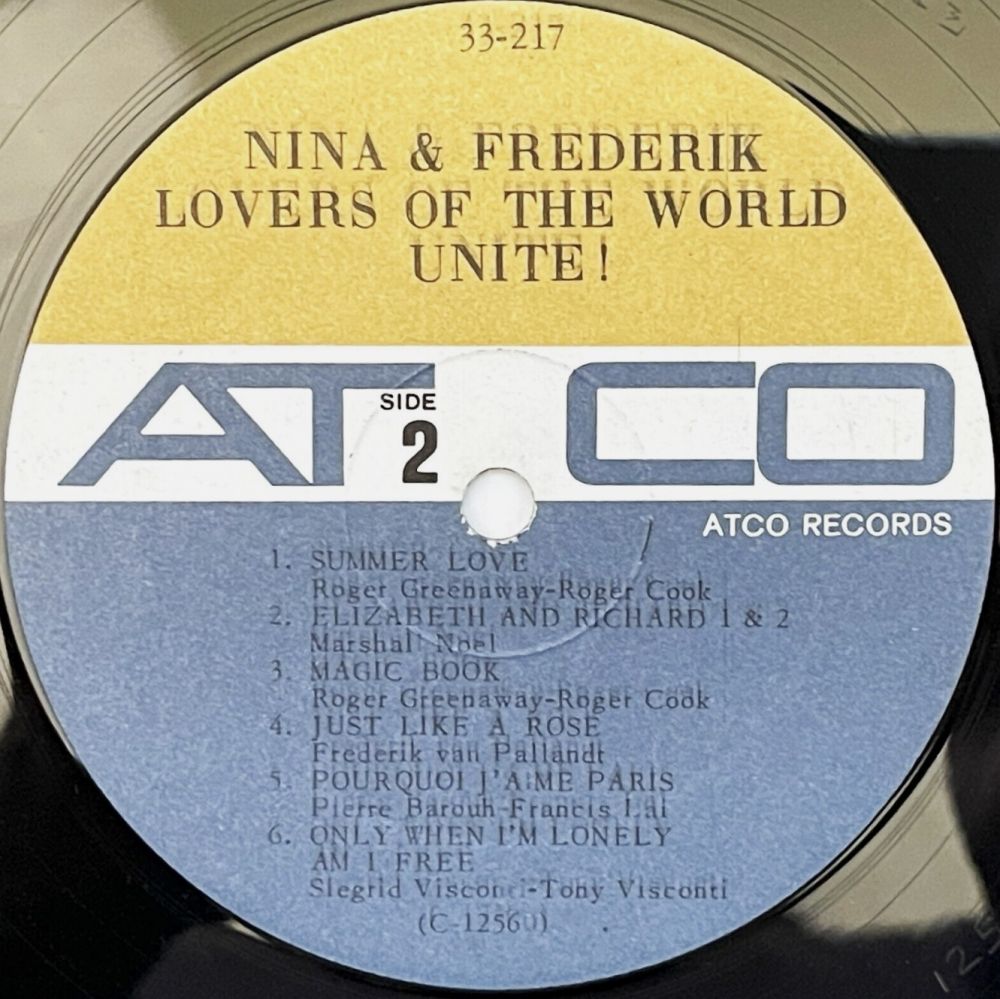 33-217
NINA & FREDERIK
LOVERS OF THE WORLD
UNITE!
ATCO
SIDE
2
ATCO RECORDS
1. SUMMER LOVE
Roger Greenaway-Roger Cook
2. ELIZABETH AND RICHARD 1 & 2
Marshall Noel
3. MAGIC BOOK
Roger Greenaway-Roger Cook
4. JUST LIKE A ROSE
Frederik van Pallandt
5. POURQUOI J'AIME PARIS
Pierre Barouh-Francis Lai
6. ONLY WHEN I'M LONELY
AM I FREE
Siegrid Visconti-Tony Visconti
(C-12560)